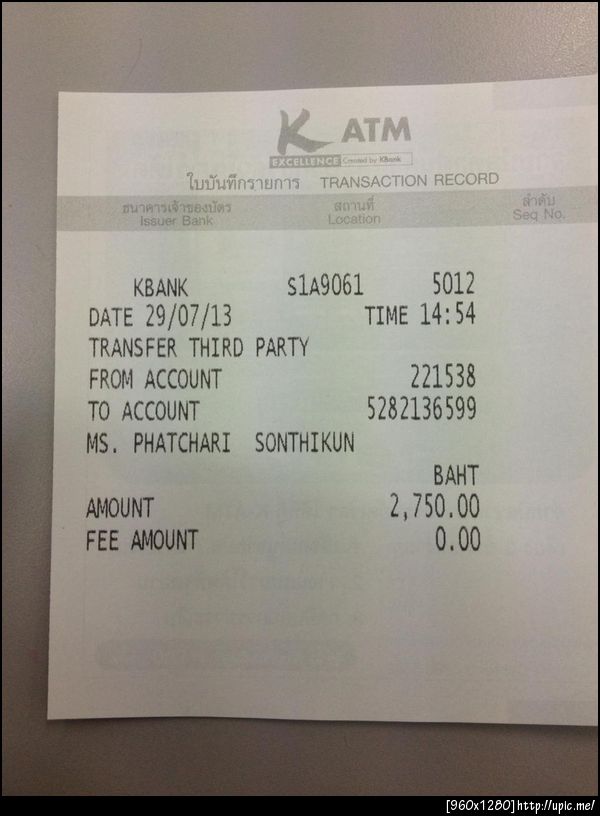 K ATM
EXCELLENCE Created by KBank
ใบบันทึกรายการ TRANSACTION RECORD
ธนาคารเจ้าของบัตร สถานที่ ลำดับ
Issuer Bank Location Seq No.
KBANK S1A9061 5012
DATE 29/07/13 TIME 14:54
TRANSFER THIRD PARTY
FROM ACCOUNT 221538
TO ACCOUNT 5282136599
MS. PHATCHARI SONTHIKUN
BAHT
AMOUNT 2,750.00
FEE AMOUNT 0.00
[960x1280]http://upic.me/